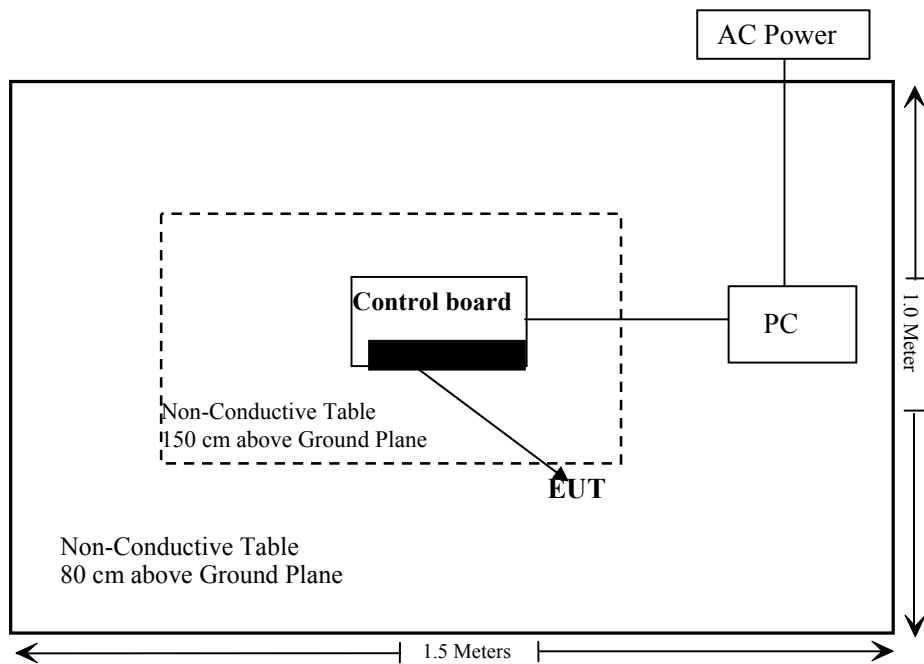 AC Power
Control board
PC
1.0 Meter
Non-Conductive Table
150 cm above Ground Plane
EUT
Non-Conductive Table
80 cm above Ground Plane
1.5 Meters